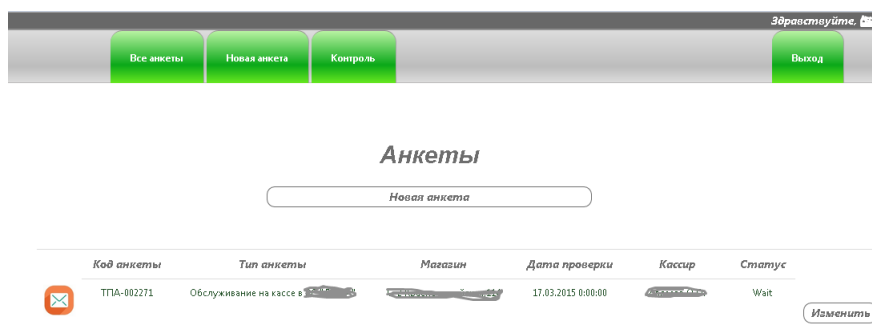 Здравствуйте,
Все анкеты Новая анкета Контроль Выход
Анкеты
Новая анкета
Код анкеты Тип анкеты Магазин Дата проверки Кассир Статус
ТПА-002271 Обслуживание на кассе в 17.03.2015 0:00:00 Wait
Изменить